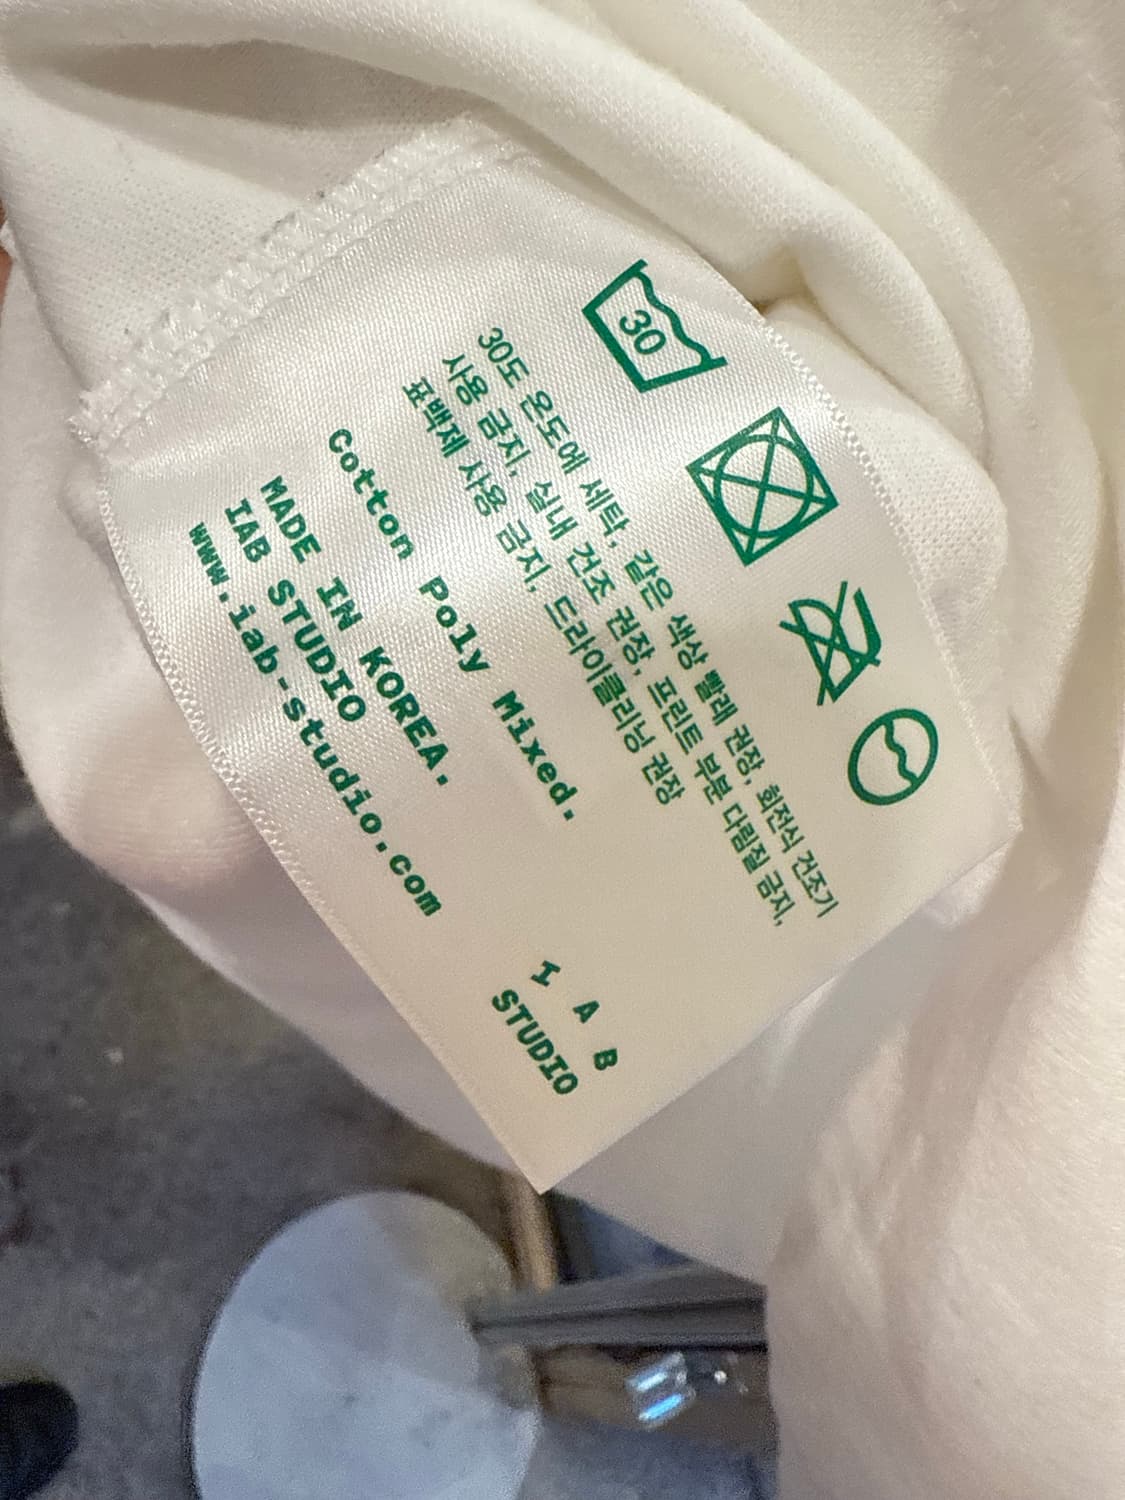 30
30도 온도에 세탁, 같은 색상 빨래 권장, 회전식 건조기
사용 금지, 실내 건조 권장, 프린트 부분 다림질 금지,
표백제 사용 금지, 드라이클리닝 권장
Cotton Poly Mixed.
MADE IN KOREA.
IAB STUDIO
www.iab-studio.com
I A B
STUDIO